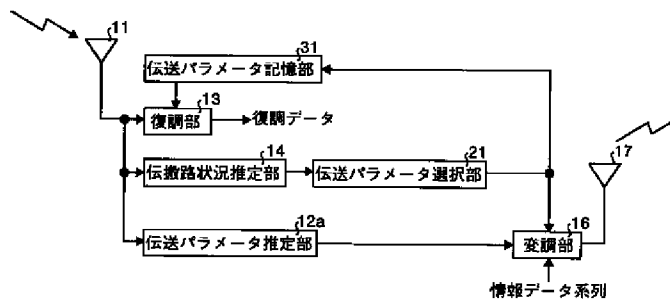 11
31
伝送パラメータ記憶部
13
復調部
復調データ
14
伝搬路状況推定部
21
伝送パラメータ選択部
17
12a
伝送パラメータ推定部
16
変調部
情報データ系列